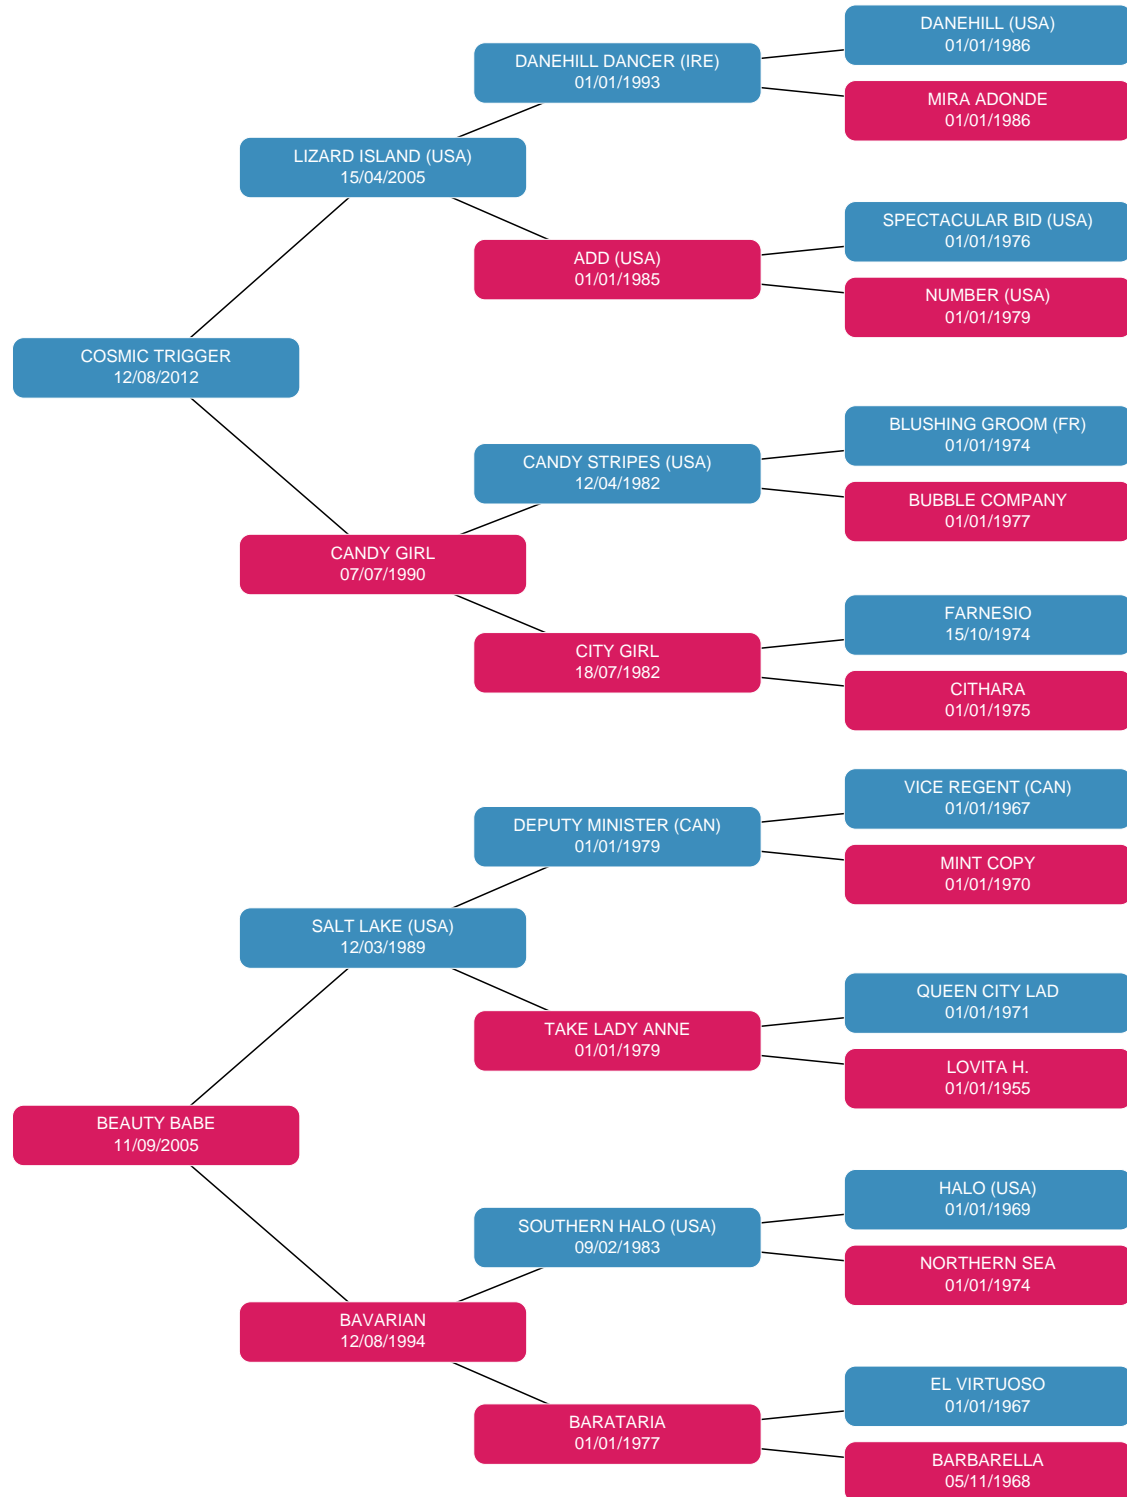 DANEHILL (USA)
01/01/1986
DANEHILL DANCER (IRE)
01/01/1993
MIRA ADONDE
01/01/1986
LIZARD ISLAND (USA)
15/04/2005
SPECTACULAR BID (USA)
01/01/1976
ADD (USA)
01/01/1985
NUMBER (USA)
01/01/1979
COSMIC TRIGGER
12/08/2012
BLUSHING GROOM (FR)
01/01/1974
CANDY STRIPES (USA)
12/04/1982
BUBBLE COMPANY
01/01/1977
CANDY GIRL
07/07/1990
FARNESIO
15/10/1974
CITY GIRL
18/07/1982
CITHARA
01/01/1975
VICE REGENT (CAN)
01/01/1967
DEPUTY MINISTER (CAN)
01/01/1979
MINT COPY
01/01/1970
SALT LAKE (USA)
12/03/1989
QUEEN CITY LAD
01/01/1971
TAKE LADY ANNE
01/01/1979
LOVITA H.
01/01/1955
BEAUTY BABE
11/09/2005
HALO (USA)
01/01/1969
SOUTHERN HALO (USA)
09/02/1983
NORTHERN SEA
01/01/1974
BAVARIAN
12/08/1994
EL VIRTUOSO
01/01/1967
BARATARIA
01/01/1977
BARBARELLA
05/11/1968